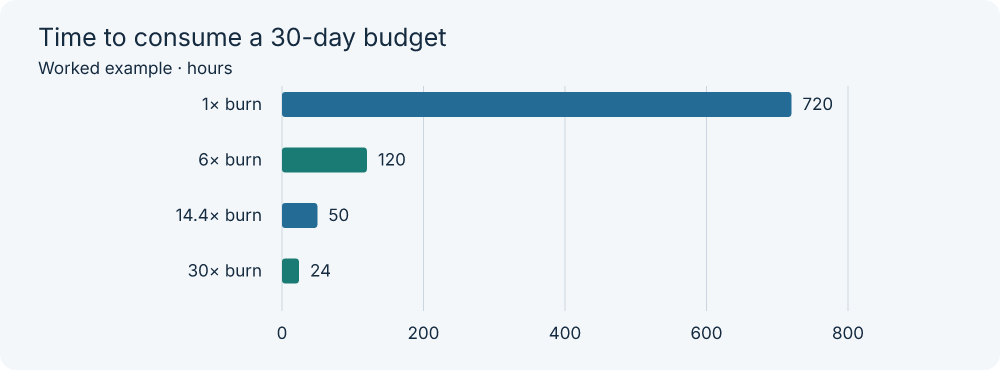 Time to consume a 30-day budget
Worked example · hours
1× burn 720
6× burn 120
14.4× burn 50
30× burn 24
0 200 400 600 800